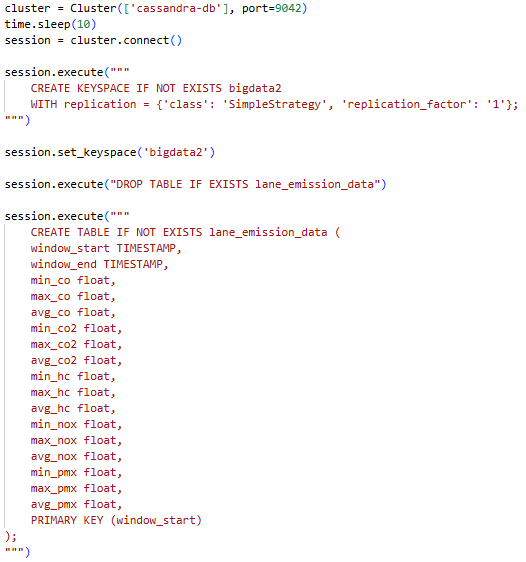 cluster = Cluster(['cassandra-db'], port=9042)
time.sleep(10)
session = cluster.connect()

session.execute("""
    CREATE KEYSPACE IF NOT EXISTS bigdata2
    WITH replication = {'class': 'SimpleStrategy', 'replication_factor': '1'};
""")

session.set_keyspace('bigdata2')

session.execute("DROP TABLE IF EXISTS lane_emission_data")

session.execute("""
    CREATE TABLE IF NOT EXISTS lane_emission_data (
    window_start TIMESTAMP,
    window_end TIMESTAMP,
    min_co float,
    max_co float,
    avg_co float,
    min_co2 float,
    max_co2 float,
    avg_co2 float,
    min_hc float,
    max_hc float,
    avg_hc float,
    min_nox float,
    max_nox float,
    avg_nox float,
    min_pmx float,
    max_pmx float,
    avg_pmx float,
    PRIMARY KEY (window_start)
);
""")